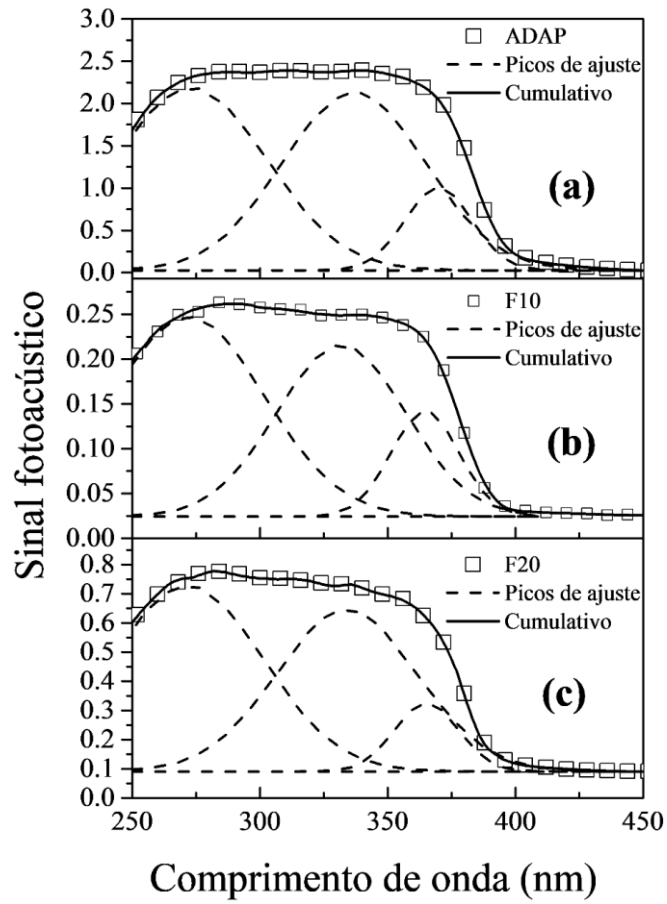 3.0
2.5
2.0
1.5
1.0
0.5
0.0
ADAP
Picos de ajuste
Cumulativo
(a)
0.25
0.20
0.15
0.10
0.05
0.00
F10
Picos de ajuste
Cumulativo
(b)
0.8
0.7
0.6
0.5
0.4
0.3
0.2
0.1
0.0
F20
Picos de ajuste
Cumulativo
(c)
Sinal fotoacústico
250 300 350 400 450
Comprimento de onda (nm)